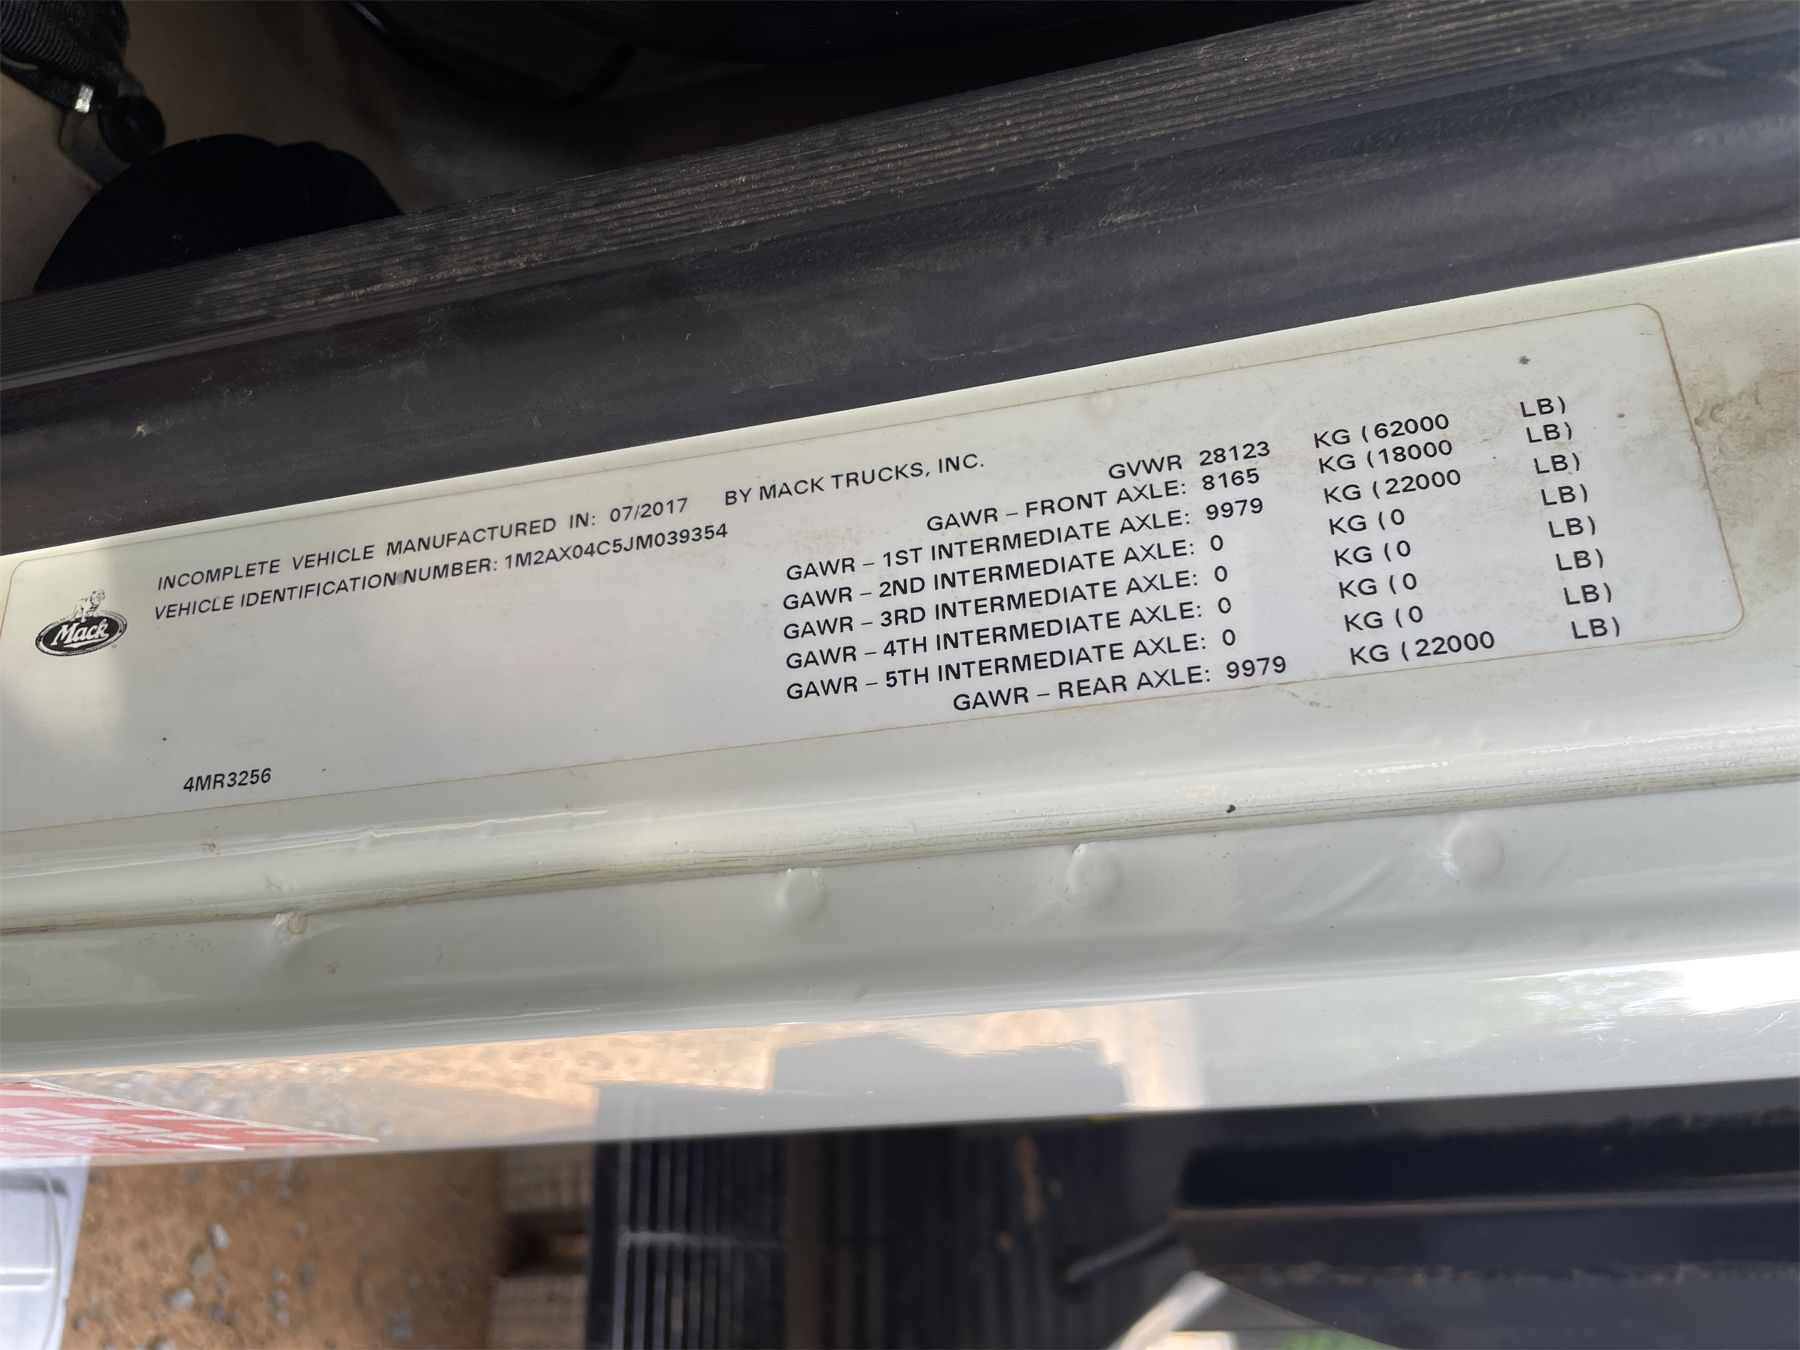 INCOMPLETE VEHICLE MANUFACTURED IN: 07/2017 BY MACK TRUCKS, INC.
VEHICLE IDENTIFICATION NUMBER: 1M2AX04C5JM039354
Mack
GVWR 28123 KG (62000 LB)
GAWR – FRONT AXLE: 8165 KG (18000 LB)
GAWR – 1ST INTERMEDIATE AXLE: 9979 KG (22000 LB)
GAWR – 2ND INTERMEDIATE AXLE: 0 KG (0 LB)
GAWR – 3RD INTERMEDIATE AXLE: 0 KG (0 LB)
GAWR – 4TH INTERMEDIATE AXLE: 0 KG (0 LB)
GAWR – 5TH INTERMEDIATE AXLE: 0 KG (0 LB)
GAWR – REAR AXLE: 9979 KG (22000 LB)
4MR3256